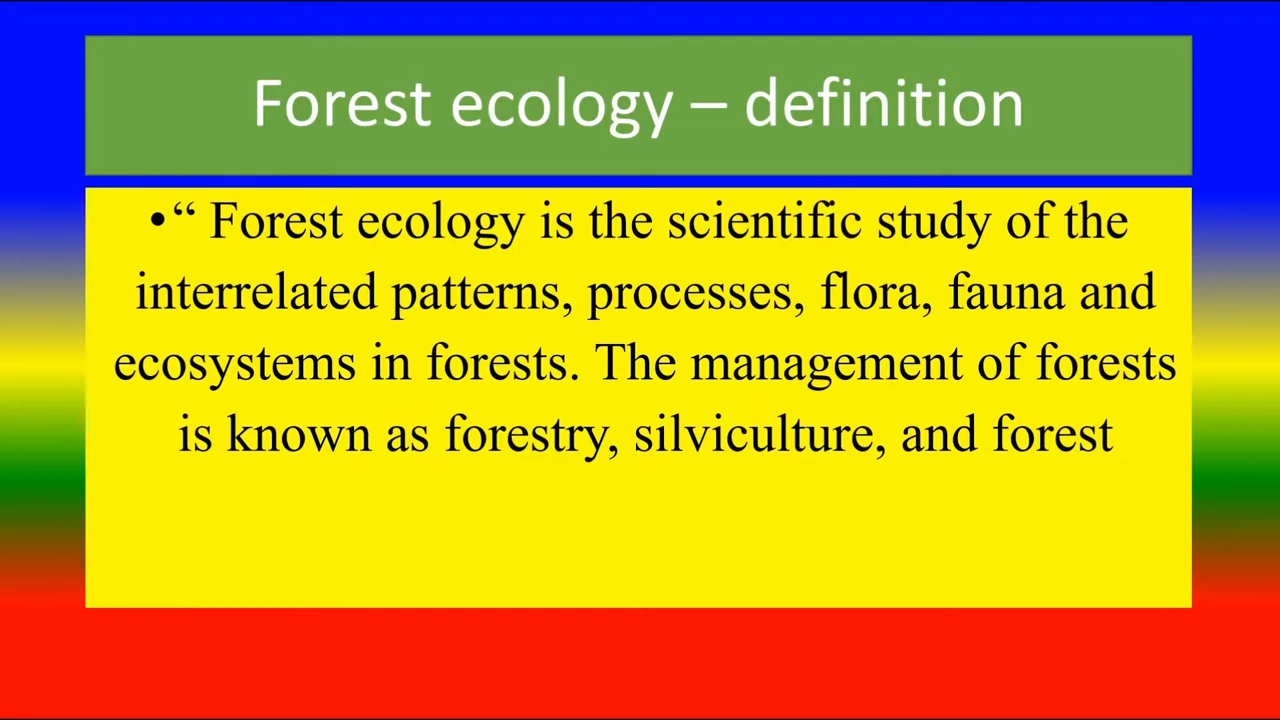 Forest ecology – definition
•“ Forest ecology is the scientific study of the
interrelated patterns, processes, flora, fauna and
ecosystems in forests. The management of forests
is known as forestry, silviculture, and forest